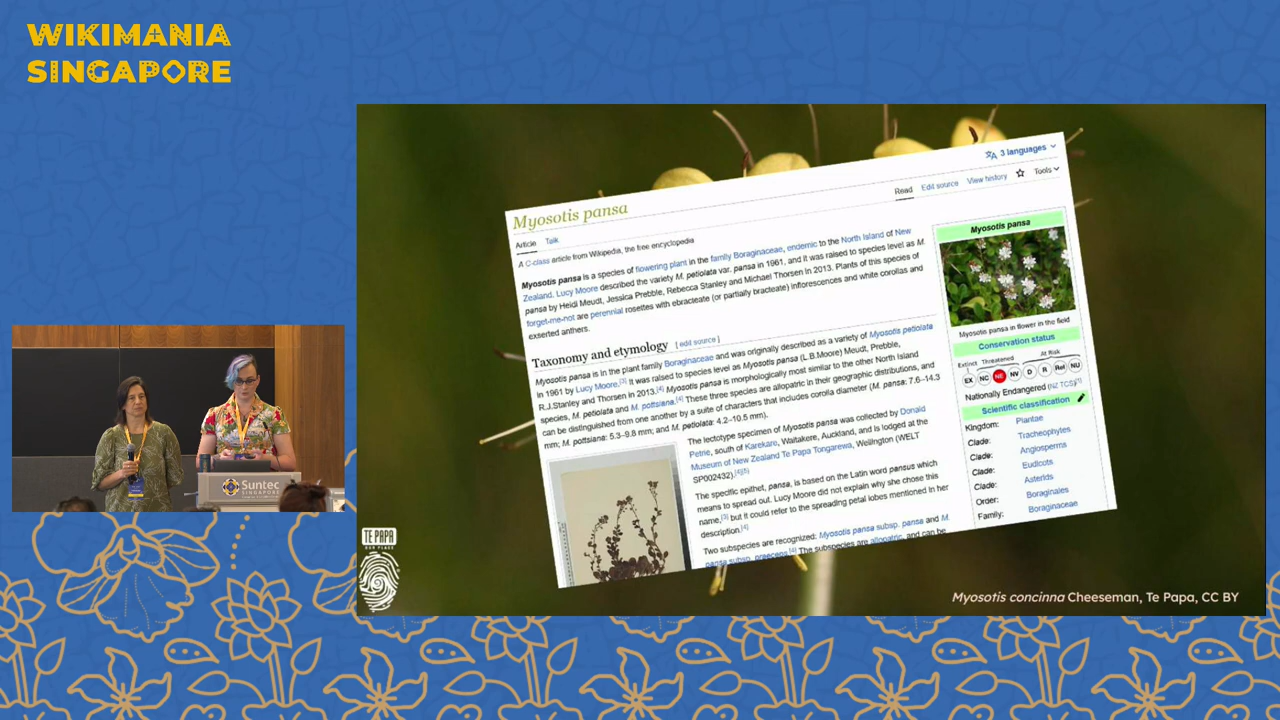 WIKIMANIA
SINGAPORE
3 languages
Myosotis pansa
Article Talk
Read Edit source View history Tools
A C-class article from Wikipedia, the free encyclopedia
Myosotis pansa is a species of flowering plant in the family Boraginaceae, endemic to the North Island of New
Zealand. Lucy Moore described the variety M. petiolata var. pansa in 1961, and it was raised to species level as M.
pansa by Heidi Meudt, Jessica Prebble, Rebecca Stanley and Michael Thorsen in 2013. Plants of this species of
forget-me-not are perennial rosettes with ebracteate (or partially bracteate) inflorescences and white corollas and
exserted anthers.
Taxonomy and etymology [ edit source ]
Myosotis pansa is in the plant family Boraginaceae and was originally described as a variety of Myosotis petiolata
in 1961 by Lucy Moore.[3] It was raised to species level as Myosotis pansa (L.B.Moore) Meudt, Prebble,
R.J.Stanley and Thorsen in 2013.[4] Myosotis pansa is morphologically most similar to the other North Island
species, M. petiolata and M. pottsiana.[4] These three species are allopatric in their geographic distributions, and
can be distinguished from one another by a suite of characters that includes corolla diameter (M. pansa: 7.6–14.3
mm; M. pottsiana: 5.3–9.8 mm; and M. petiolata: 4.2–10.5 mm).
The lectotype specimen of Myosotis pansa was collected by Donald
Petrie, south of Karekare, Waitakere, Auckland, and is lodged at the
Museum of New Zealand Te Papa Tongarewa, Wellington (WELT
SP002432).[4][5]
The specific epithet, pansa, is based on the Latin word pansus which
means to spread out. Lucy Moore did not explain why she chose this
name,[3] but it could refer to the spreading petal lobes mentioned in her
description.[4]
Two subspecies are recognized: Myosotis pansa subsp. pansa and M.
pansa subsp. praeceps.[4] The subspecies are allopatric, and can be
Myosotis pansa
Myosotis pansa in flower in the field
Conservation status
Extinct Threatened At Risk
EX NC NE NV D R Rel NU
Nationally Endangered (NZ TCS)[1]
Scientific classification
Kingdom: Plantae
Clade: Tracheophytes
Clade: Angiosperms
Clade: Eudicots
Clade: Asterids
Order: Boraginales
Family: Boraginaceae
Suntec
SINGAPORE
TE PAPA
OUR PLACE
Myosotis concinna Cheeseman, Te Papa, CC BY